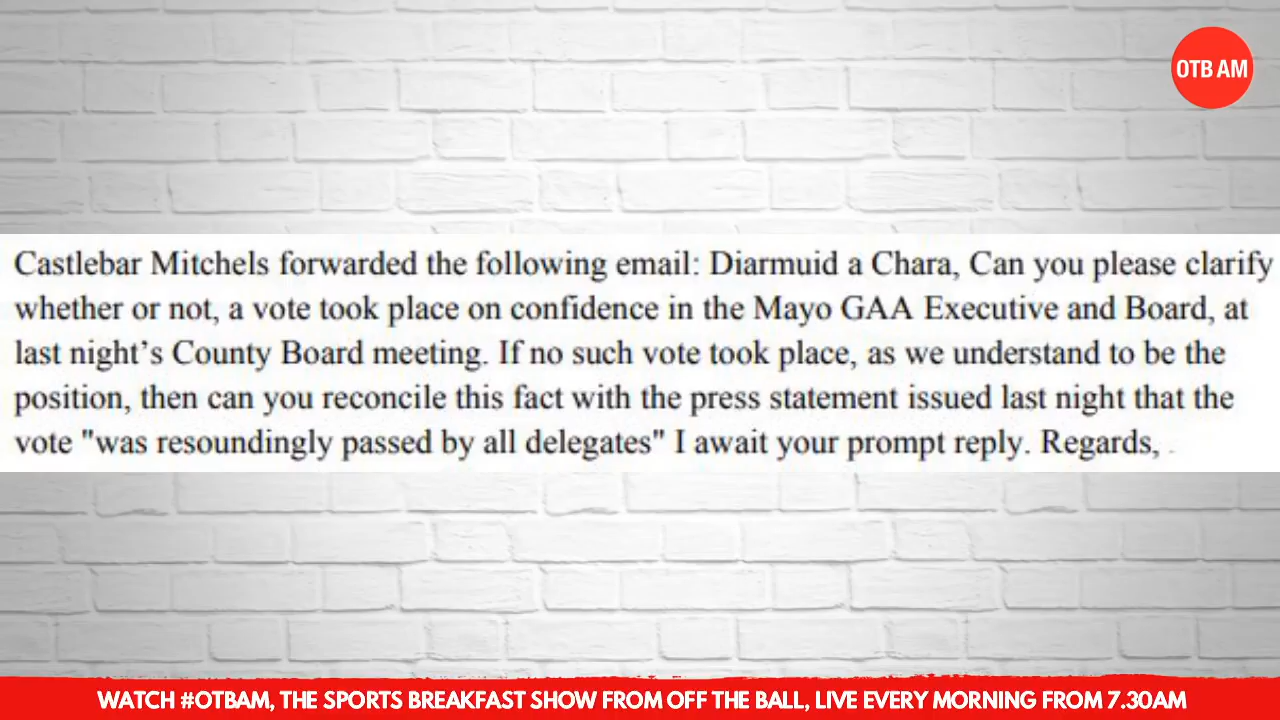 OTB AM
Castlebar Mitchels forwarded the following email: Diarmuid a Chara, Can you please clarify
whether or not, a vote took place on confidence in the Mayo GAA Executive and Board, at
last night’s County Board meeting. If no such vote took place, as we understand to be the
position, then can you reconcile this fact with the press statement issued last night that the
vote "was resoundingly passed by all delegates" I await your prompt reply. Regards,
WATCH #OTBAM, THE SPORTS BREAKFAST SHOW FROM OFF THE BALL, LIVE EVERY MORNING FROM 7.30AM